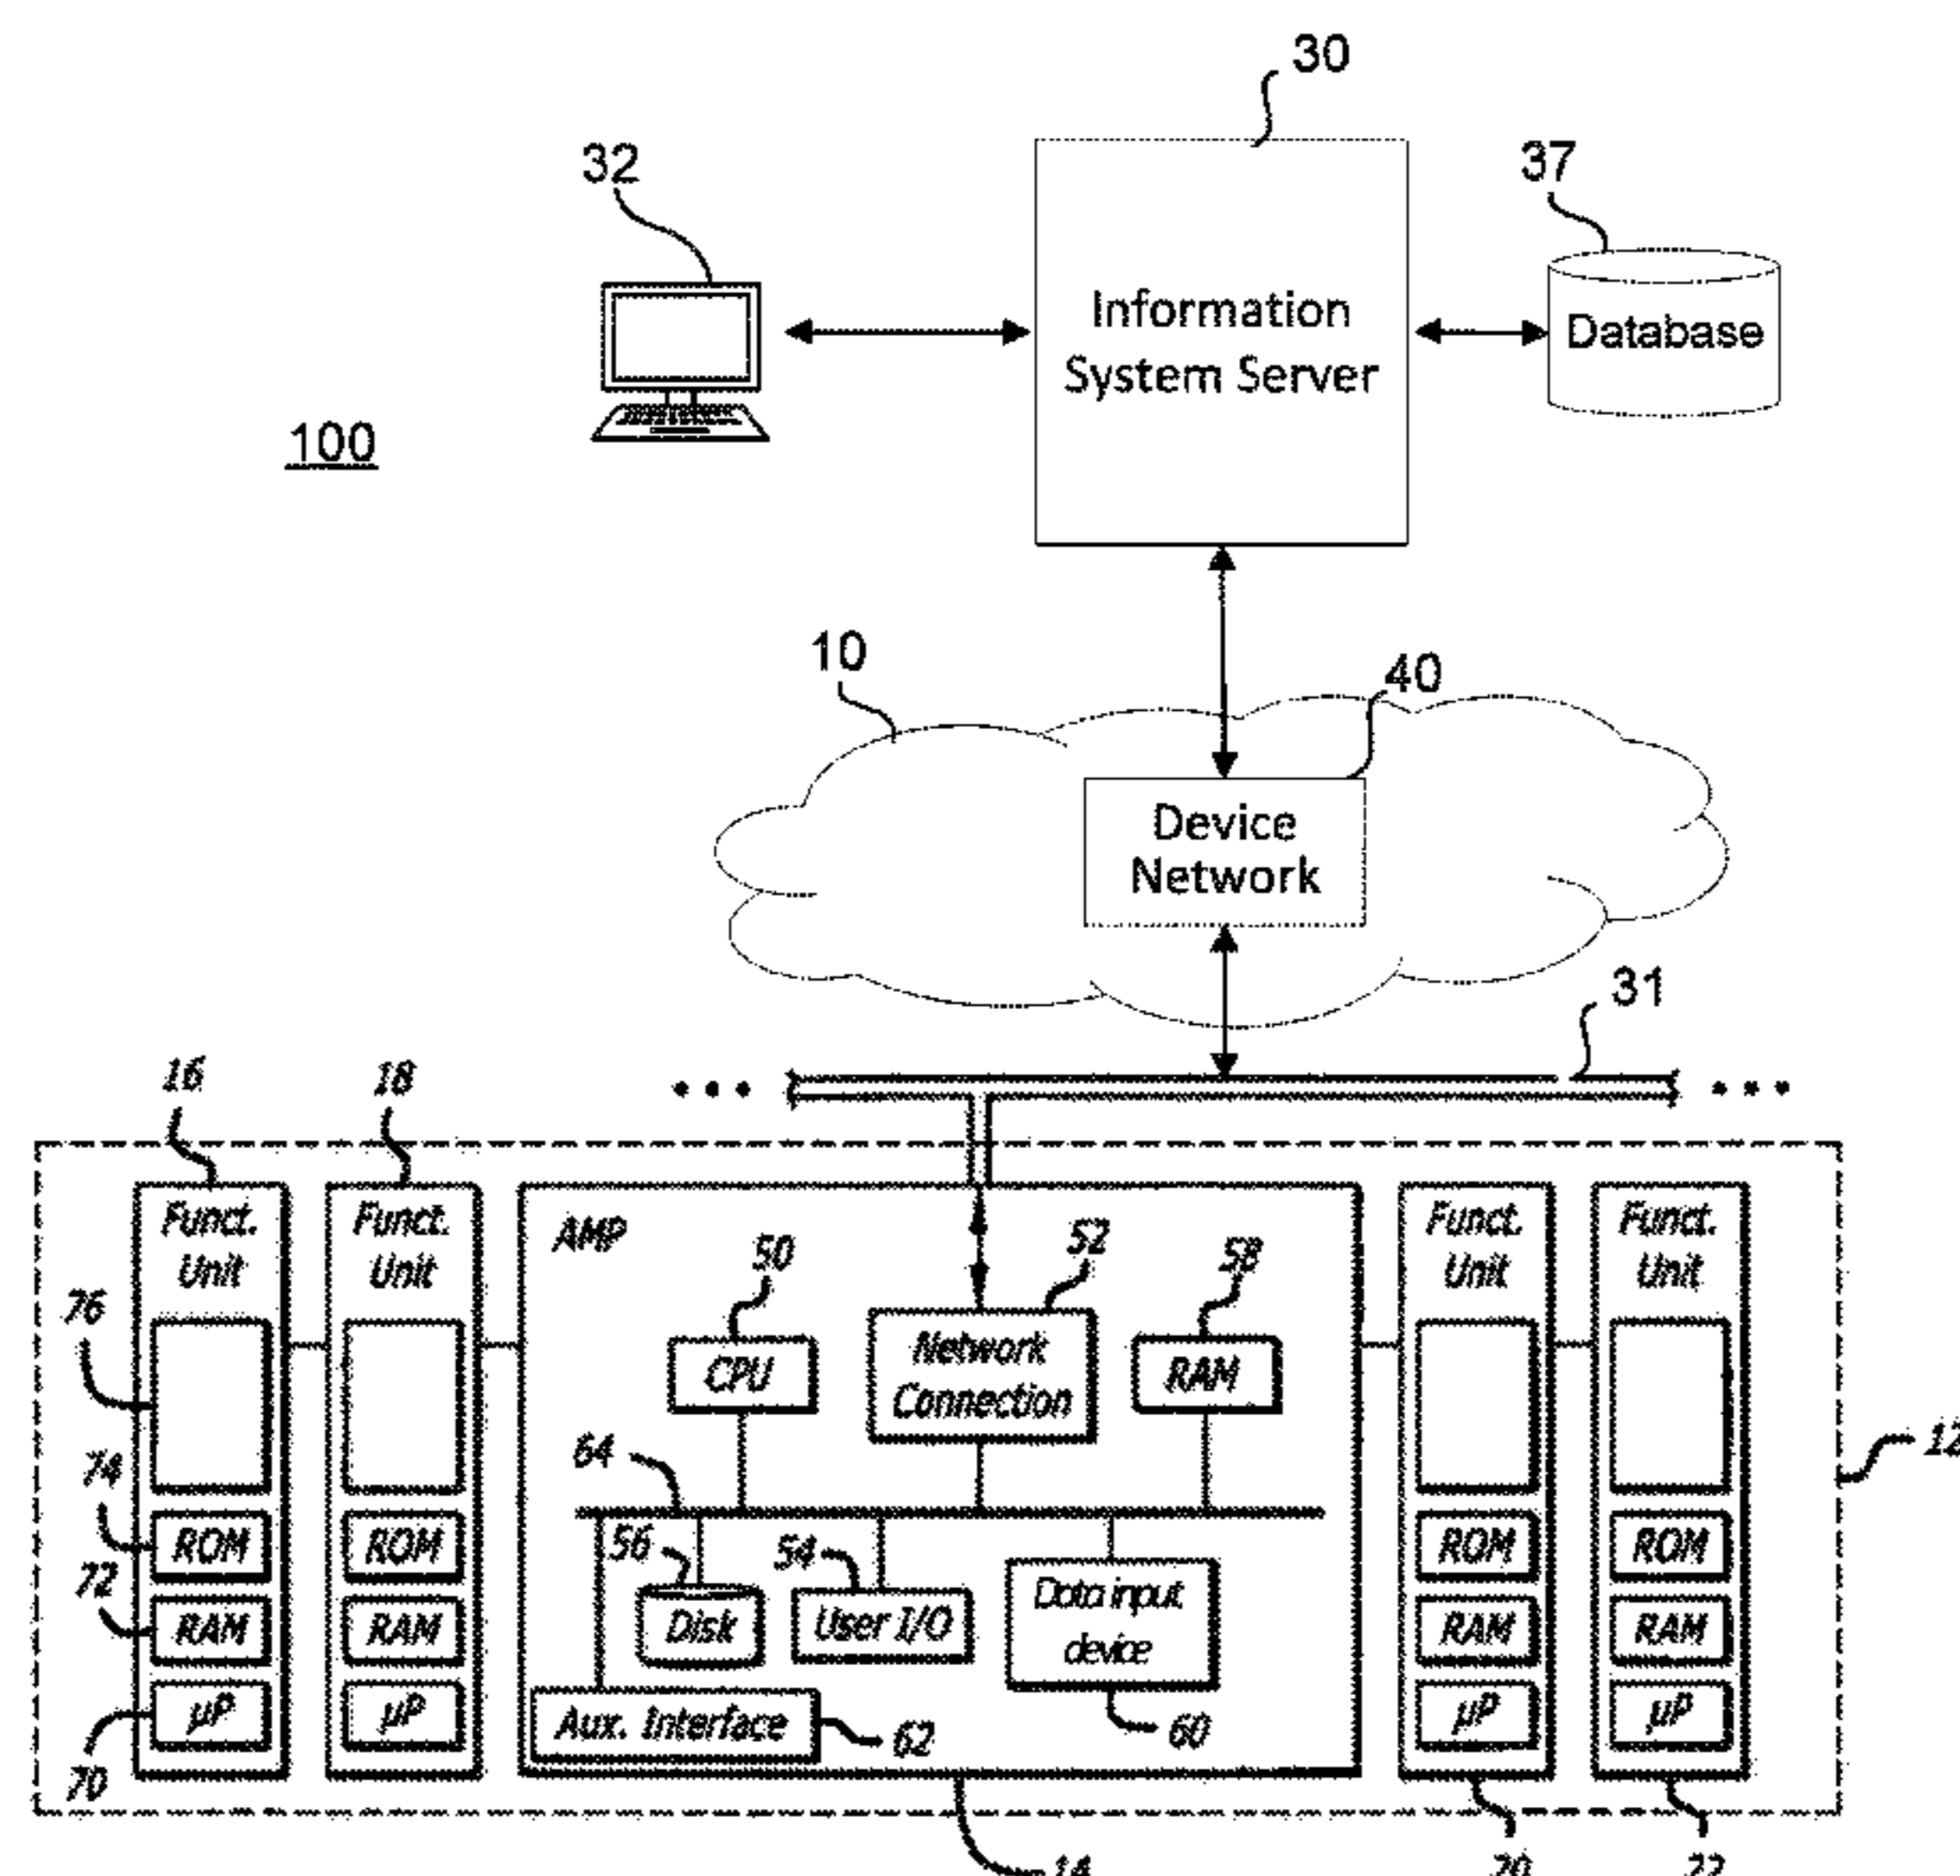 30
32
37
Information
System Server
Database
100
10
40
Device
Network
31
16
18
Funct.
Unit
Funct.
Unit
AMP
50
52
58
Funct.
Unit
Funct.
Unit
76
CPU
Network
Connection
RAM
12
74
64
ROM
ROM
56
54
ROM
ROM
72
RAM
RAM
Disk
User I/O
Data input
device
RAM
RAM
70
µP
µP
Aux. Interface
62
60
µP
µP
14
20
22